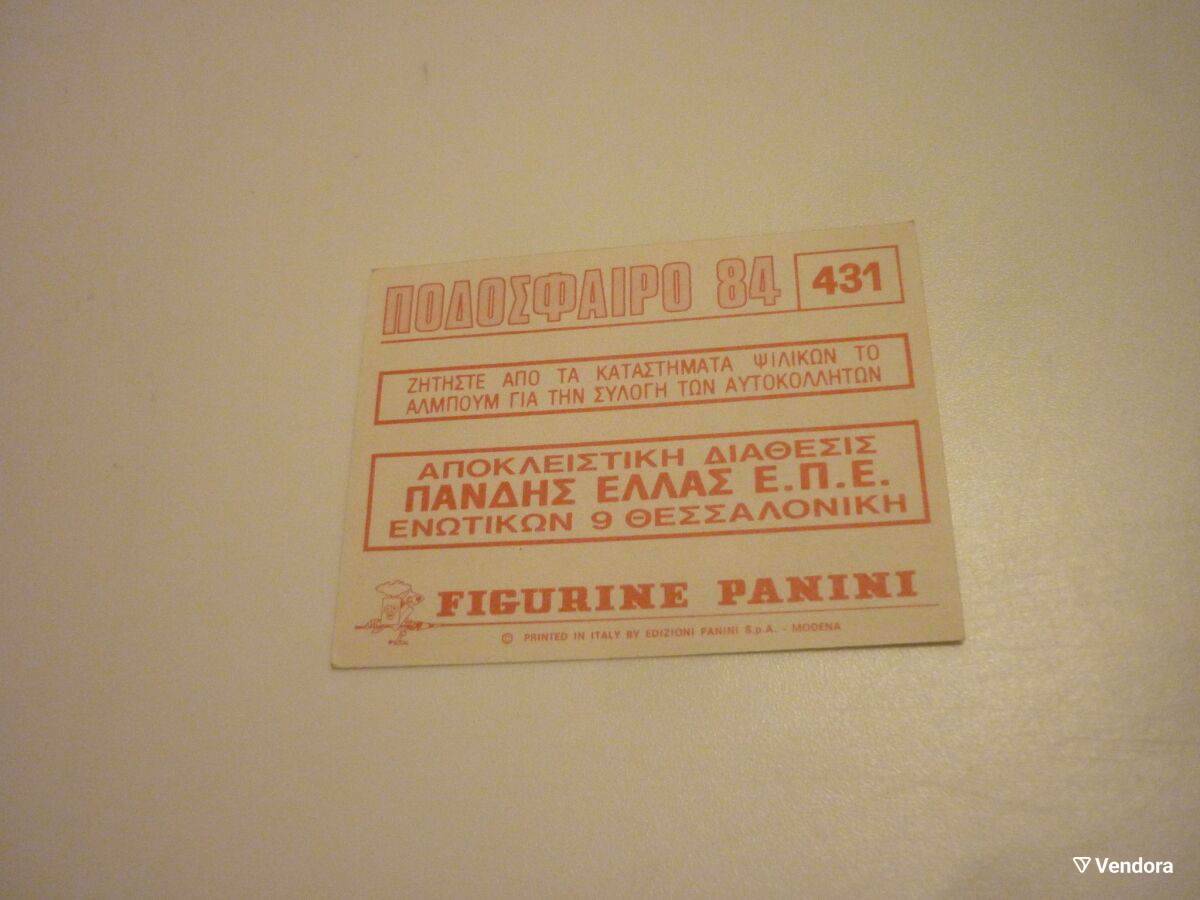 ΠΟΔΟΣΦΑΙΡΟ 84 431
ΖΗΤΗΣΤΕ ΑΠΟ ΤΑ ΚΑΤΑΣΤΗΜΑΤΑ ΨΙΛΙΚΩΝ ΤΟ
ΑΛΜΠΟΥΜ ΓΙΑ ΤΗΝ ΣΥΛΟΓΗ ΤΩΝ ΑΥΤΟΚΟΛΛΗΤΩΝ
ΑΠΟΚΛΕΙΣΤΙΚΗ ΔΙΑΘΕΣΙΣ
ΠΑΝΔΗΣ ΕΛΛΑΣ Ε.Π.Ε.
ΕΝΩΤΙΚΩΝ 9 ΘΕΣΣΑΛΟΝΙΚΗ
FIGURINE PANINI
© PRINTED IN ITALY BY EDIZIONI PANINI S.p.A. - MODENA
Vendora